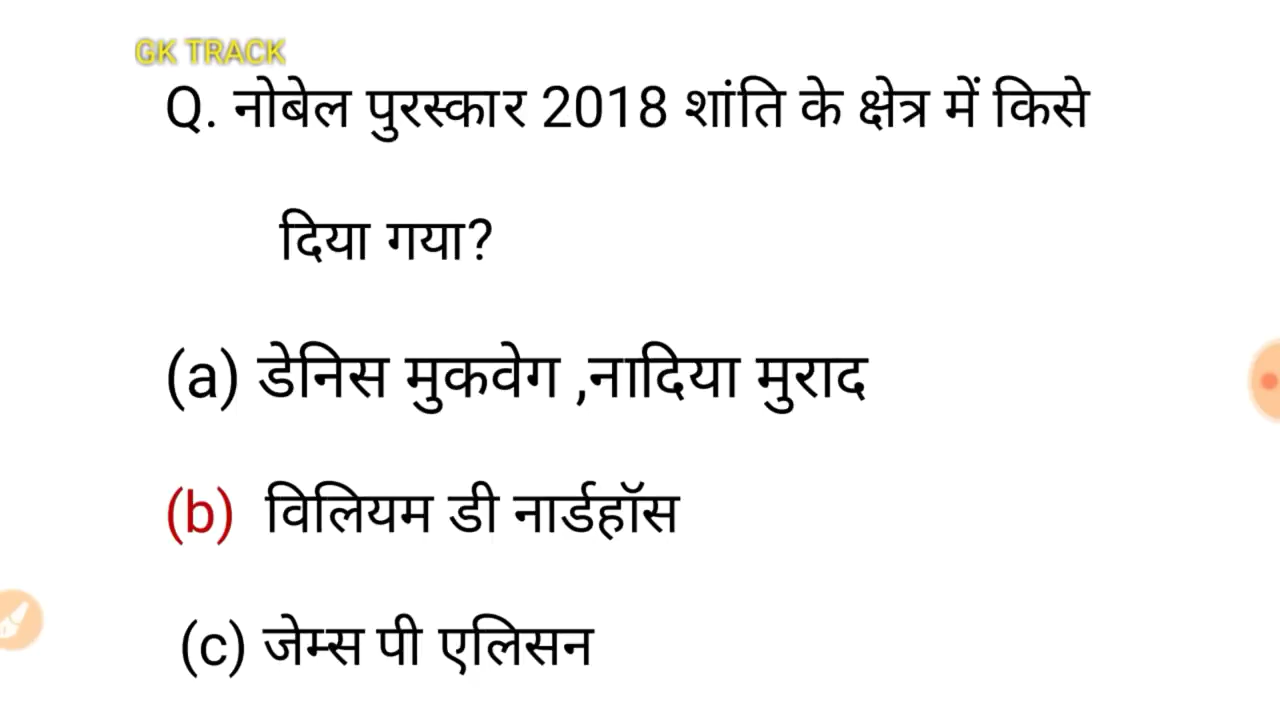 GK TRACK
Q. नोबेल पुरस्कार 2018 शांति के क्षेत्र में किसे
दिया गया?
(a) डेनिस मुकवेग ,नादिया मुराद
(b) विलियम डी नार्डहॉस
(c) जेम्स पी एलिसन